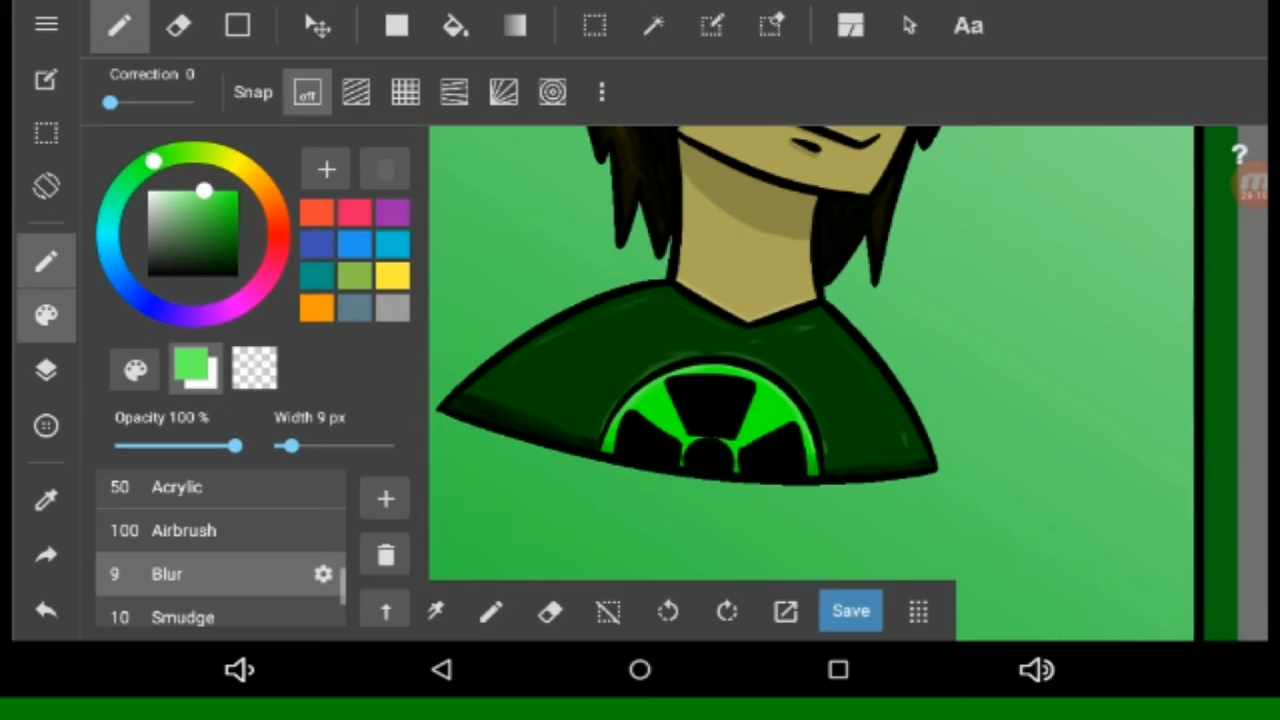 Aa
Correction 0
Snap
off
?
Opacity 100 %
Width 9 px
50 Acrylic
100 Airbrush
9 Blur
10 Smudge
Save